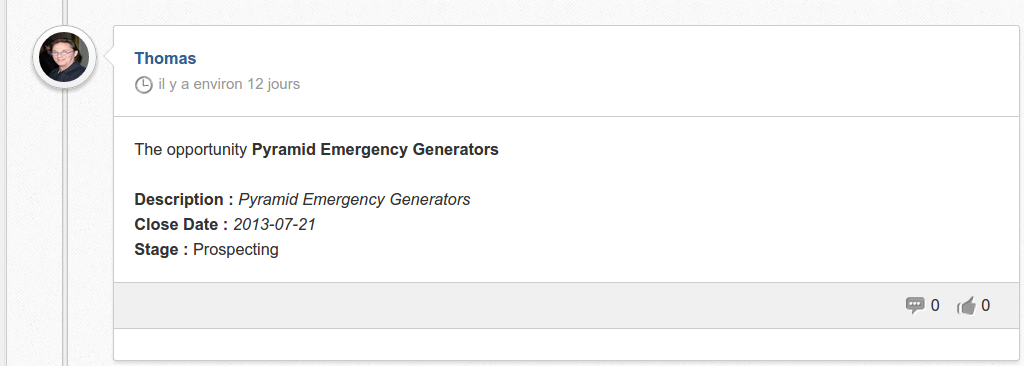 Thomas
il y a environ 12 jours
The opportunity Pyramid Emergency Generators
Description : Pyramid Emergency Generators
Close Date : 2013-07-21
Stage : Prospecting
0 0